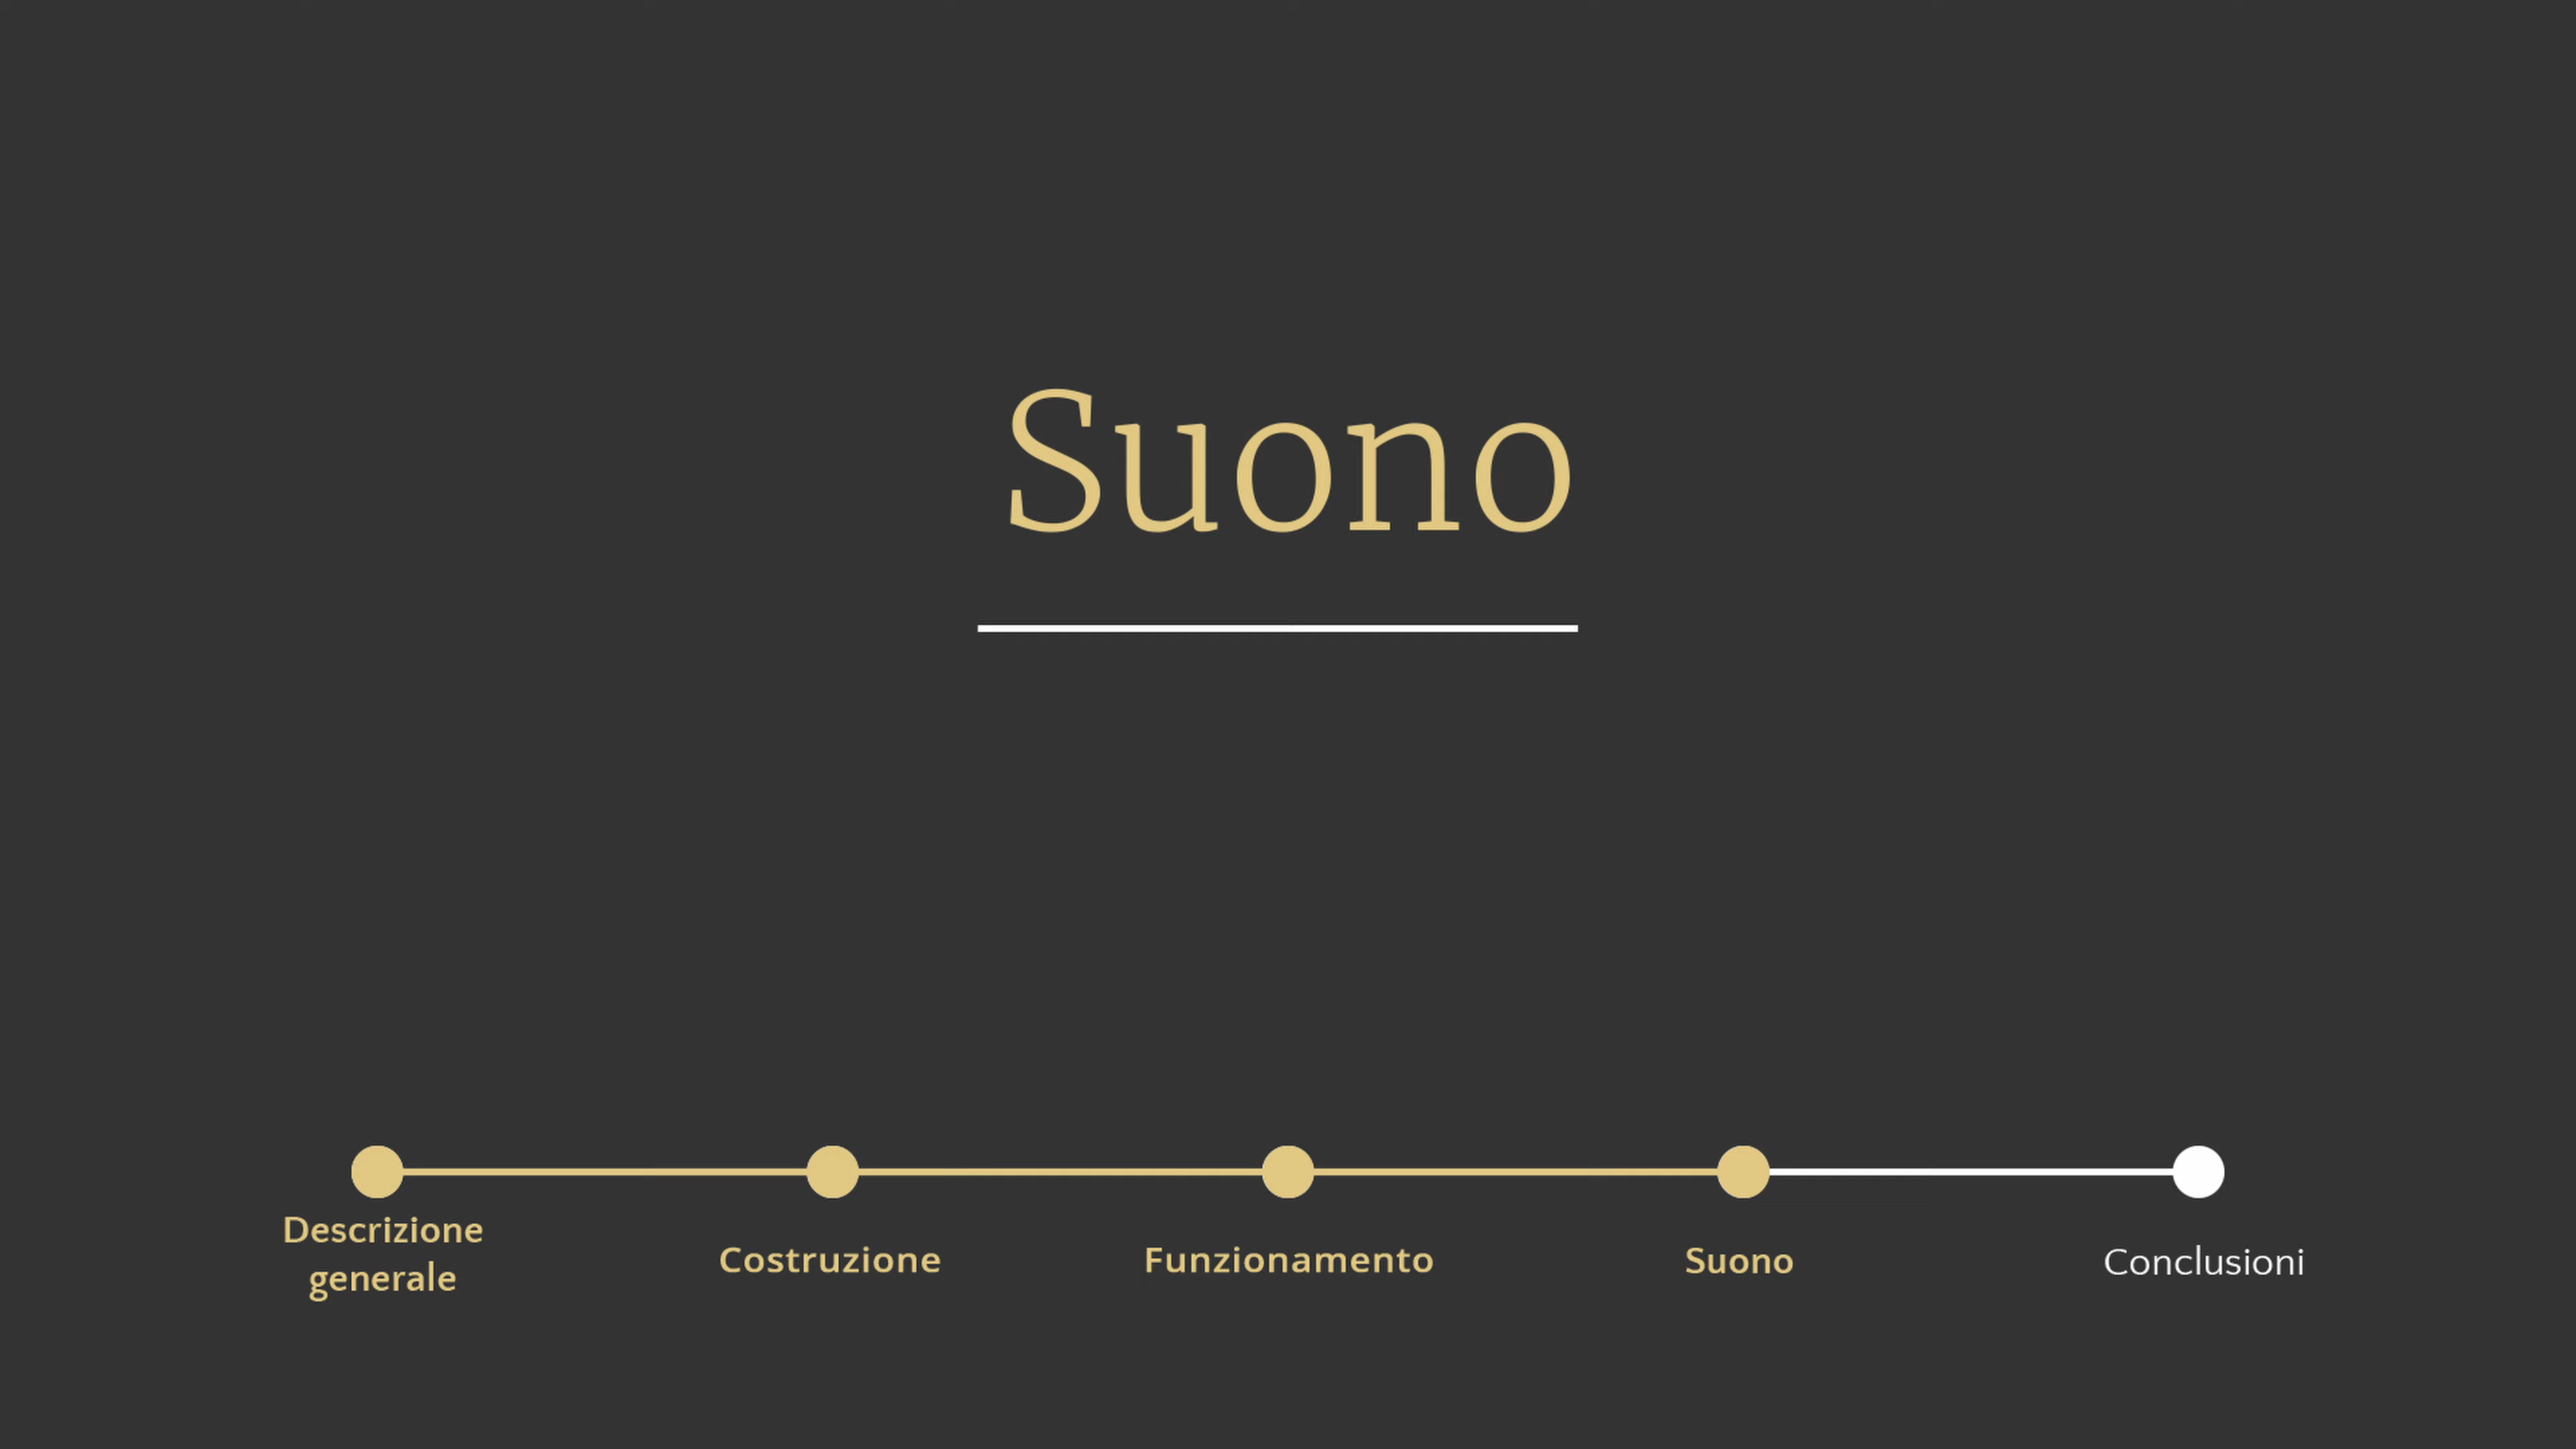 Suono
Descrizione
generale
Costruzione
Funzionamento
Suono
Conclusioni